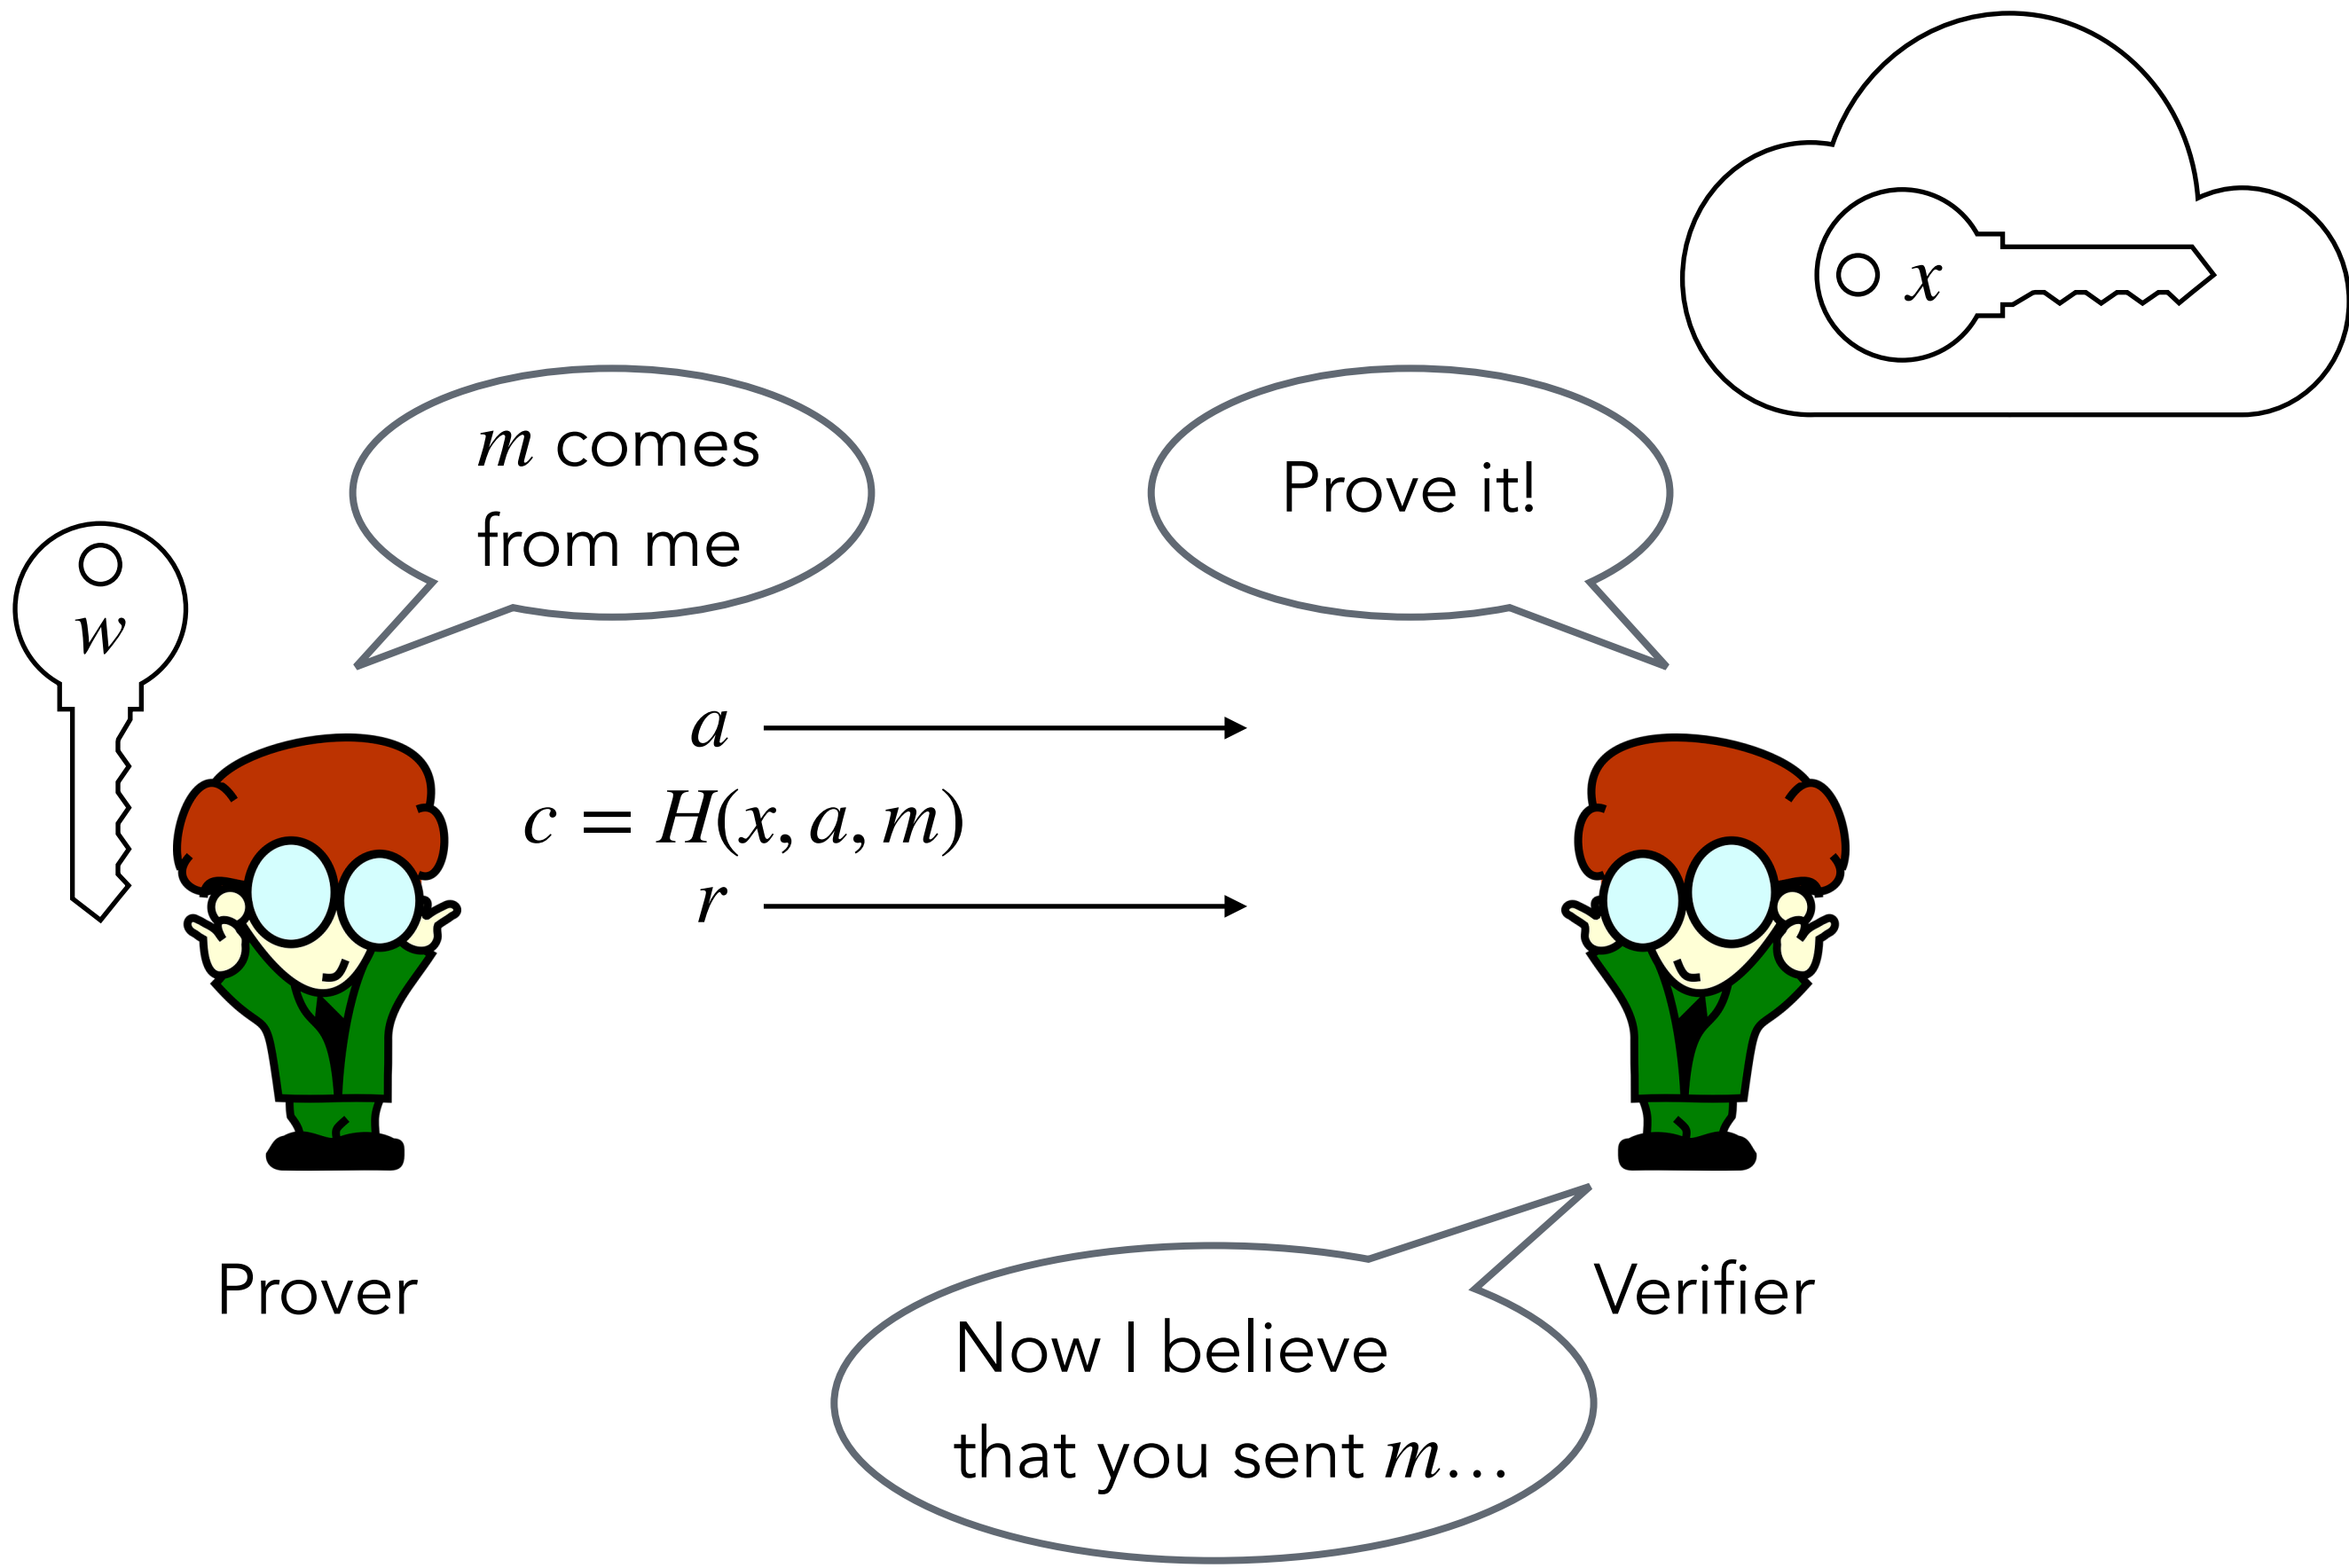 x
m comes
from me
Prove it!
w
a
c = H(x, a, m)
r
Prover
Verifier
Now I believe
that you sent m...